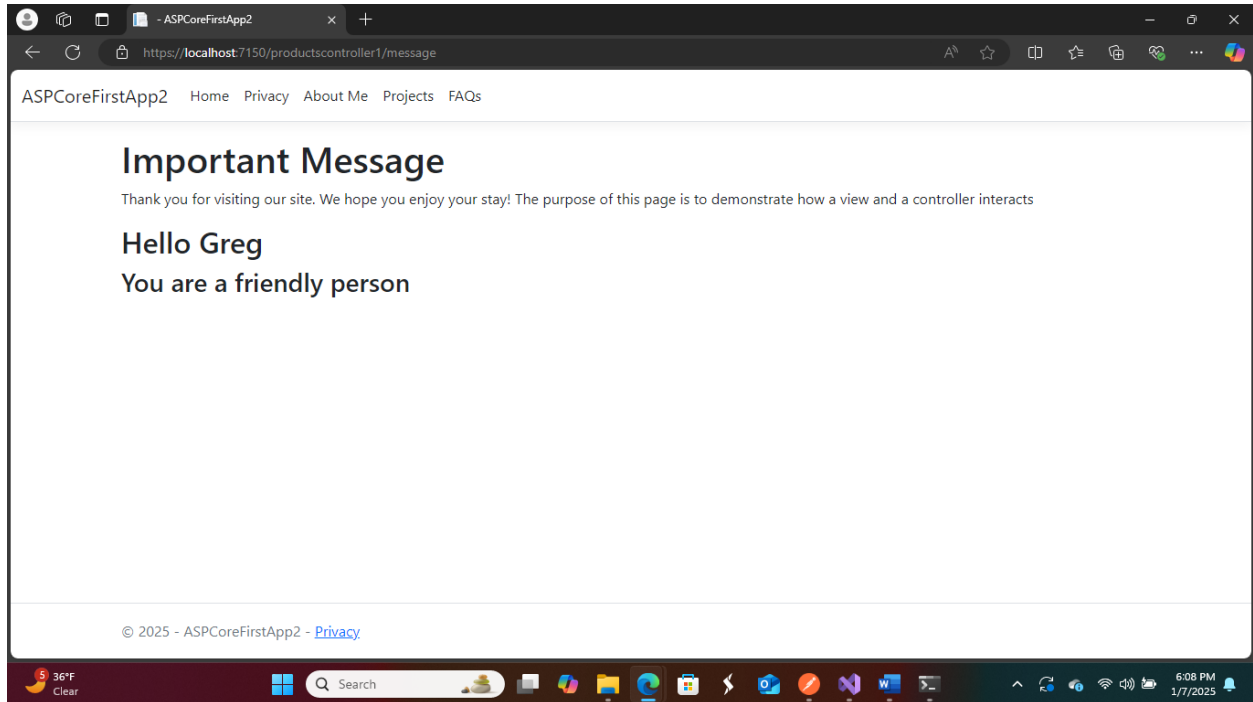 - ASPCoreFirstApp2
https://localhost:7150/productscontroller1/message
ASPCoreFirstApp2 Home Privacy About Me Projects FAQs
Important Message
Thank you for visiting our site. We hope you enjoy your stay! The purpose of this page is to demonstrate how a view and a controller interacts
Hello Greg
You are a friendly person
© 2025 - ASPCoreFirstApp2 - Privacy
5
36°F
Clear
Search
6:08 PM
1/7/2025